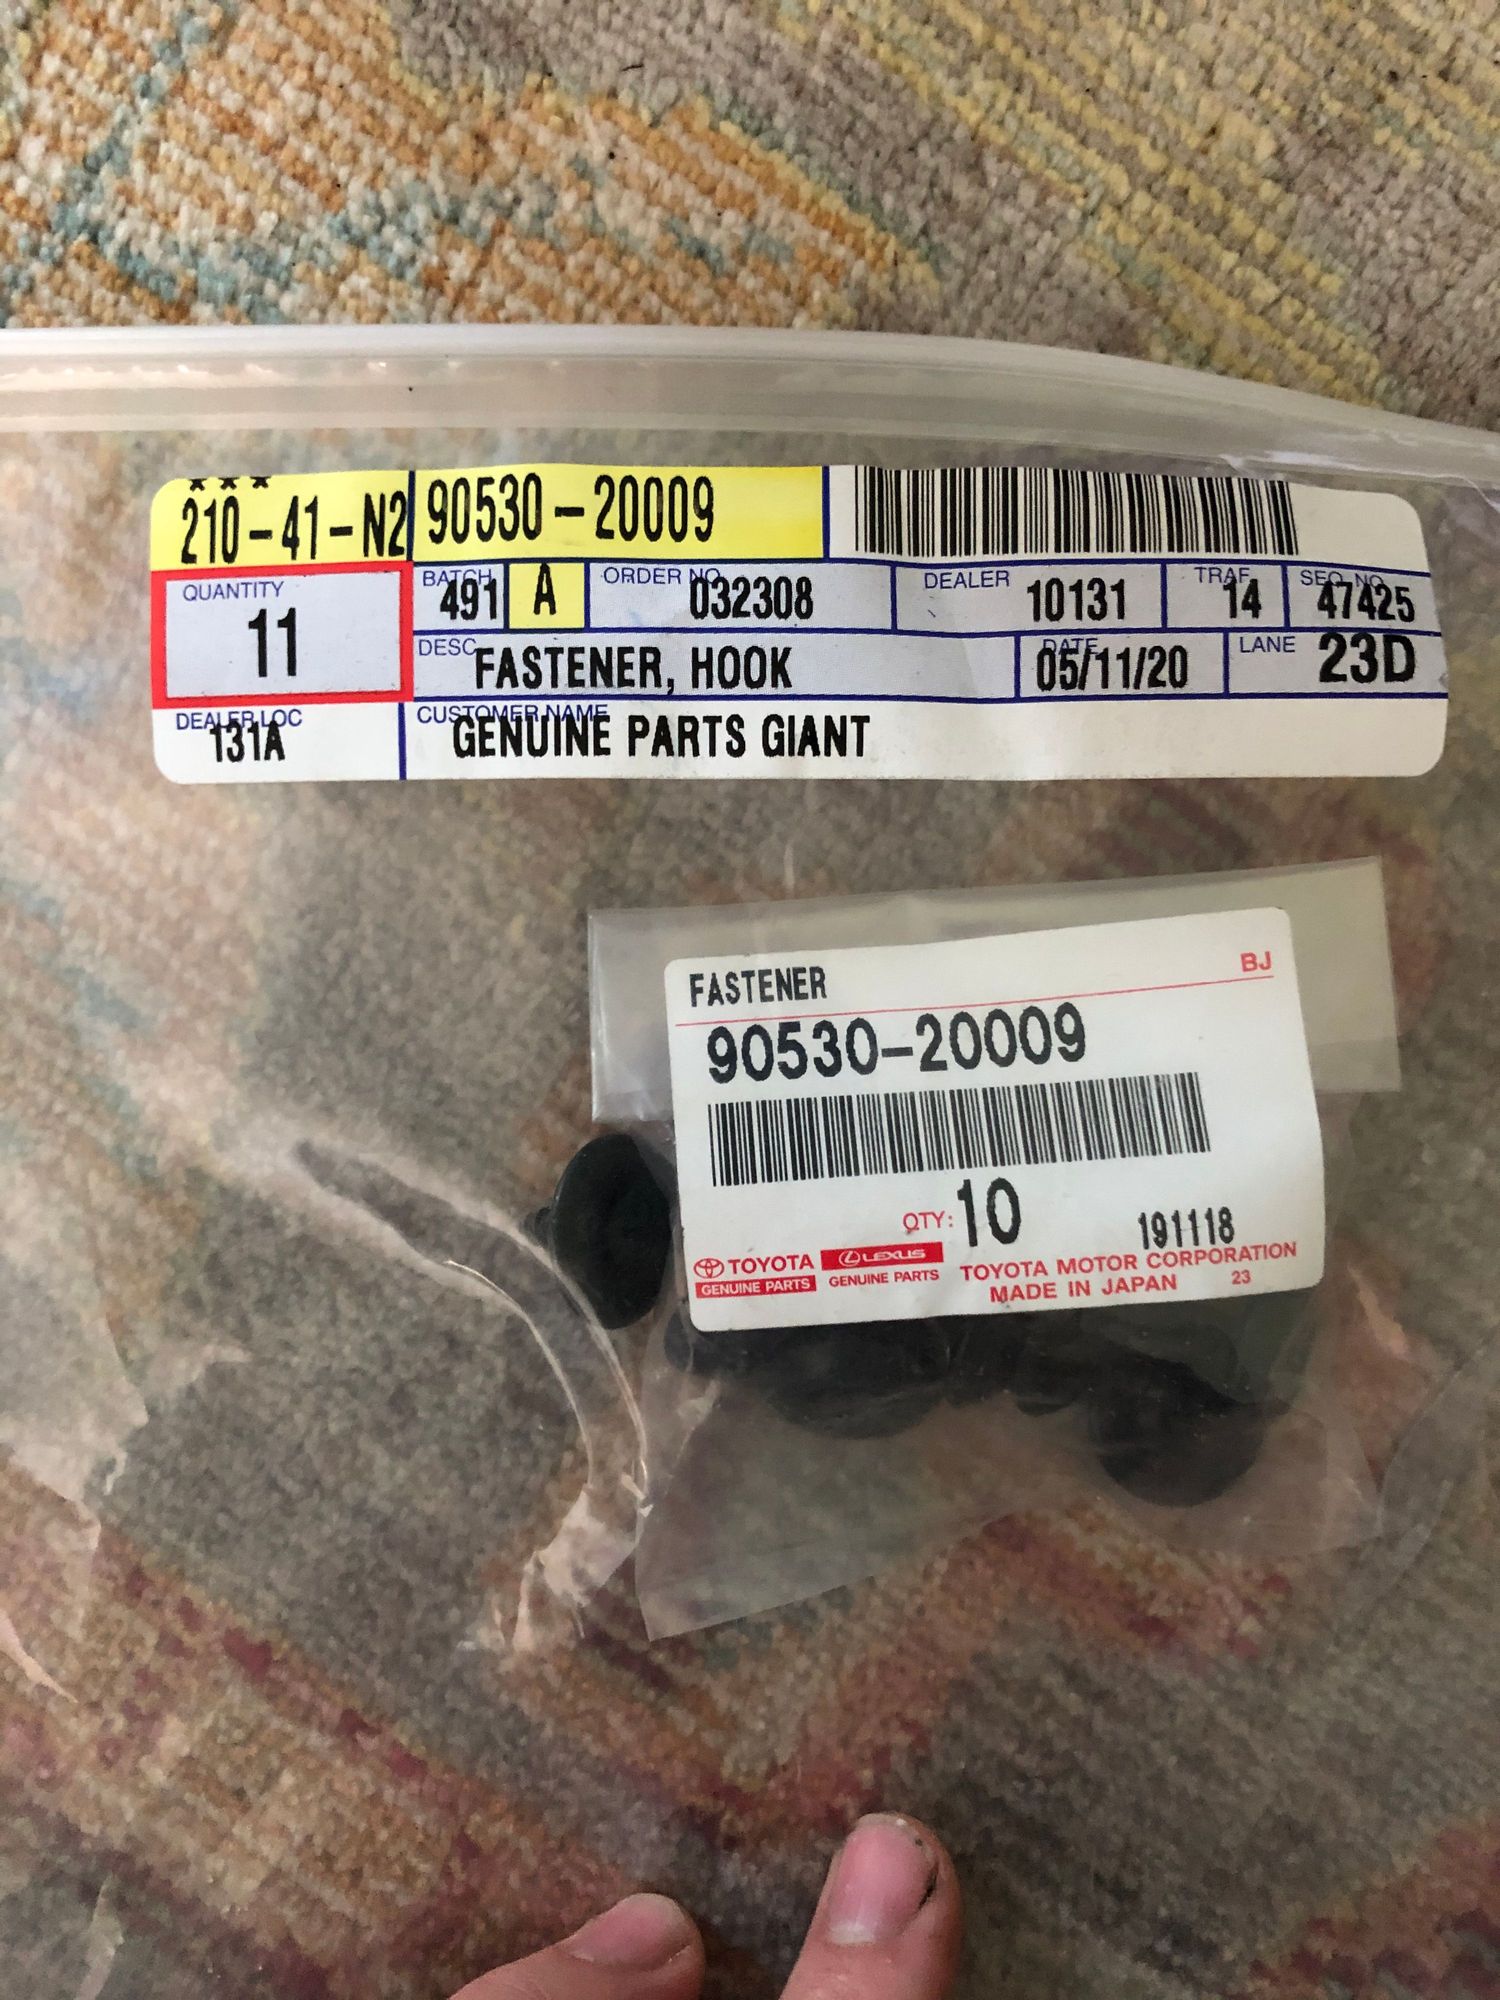 ***
210-41-N2 90530-20009
QUANTITY 11 BATCH 491 A ORDER NO. 032308 DEALER 10131 TRAF 14 SEQ. NO. 47425
DESC FASTENER, HOOK DATE 05/11/20 LANE 23D
DEALER LOC 131A CUSTOMER NAME GENUINE PARTS GIANT
FASTENER BJ
90530-20009
QTY: 10 191118
TOYOTA LEXUS TOYOTA MOTOR CORPORATION
GENUINE PARTS GENUINE PARTS MADE IN JAPAN 23